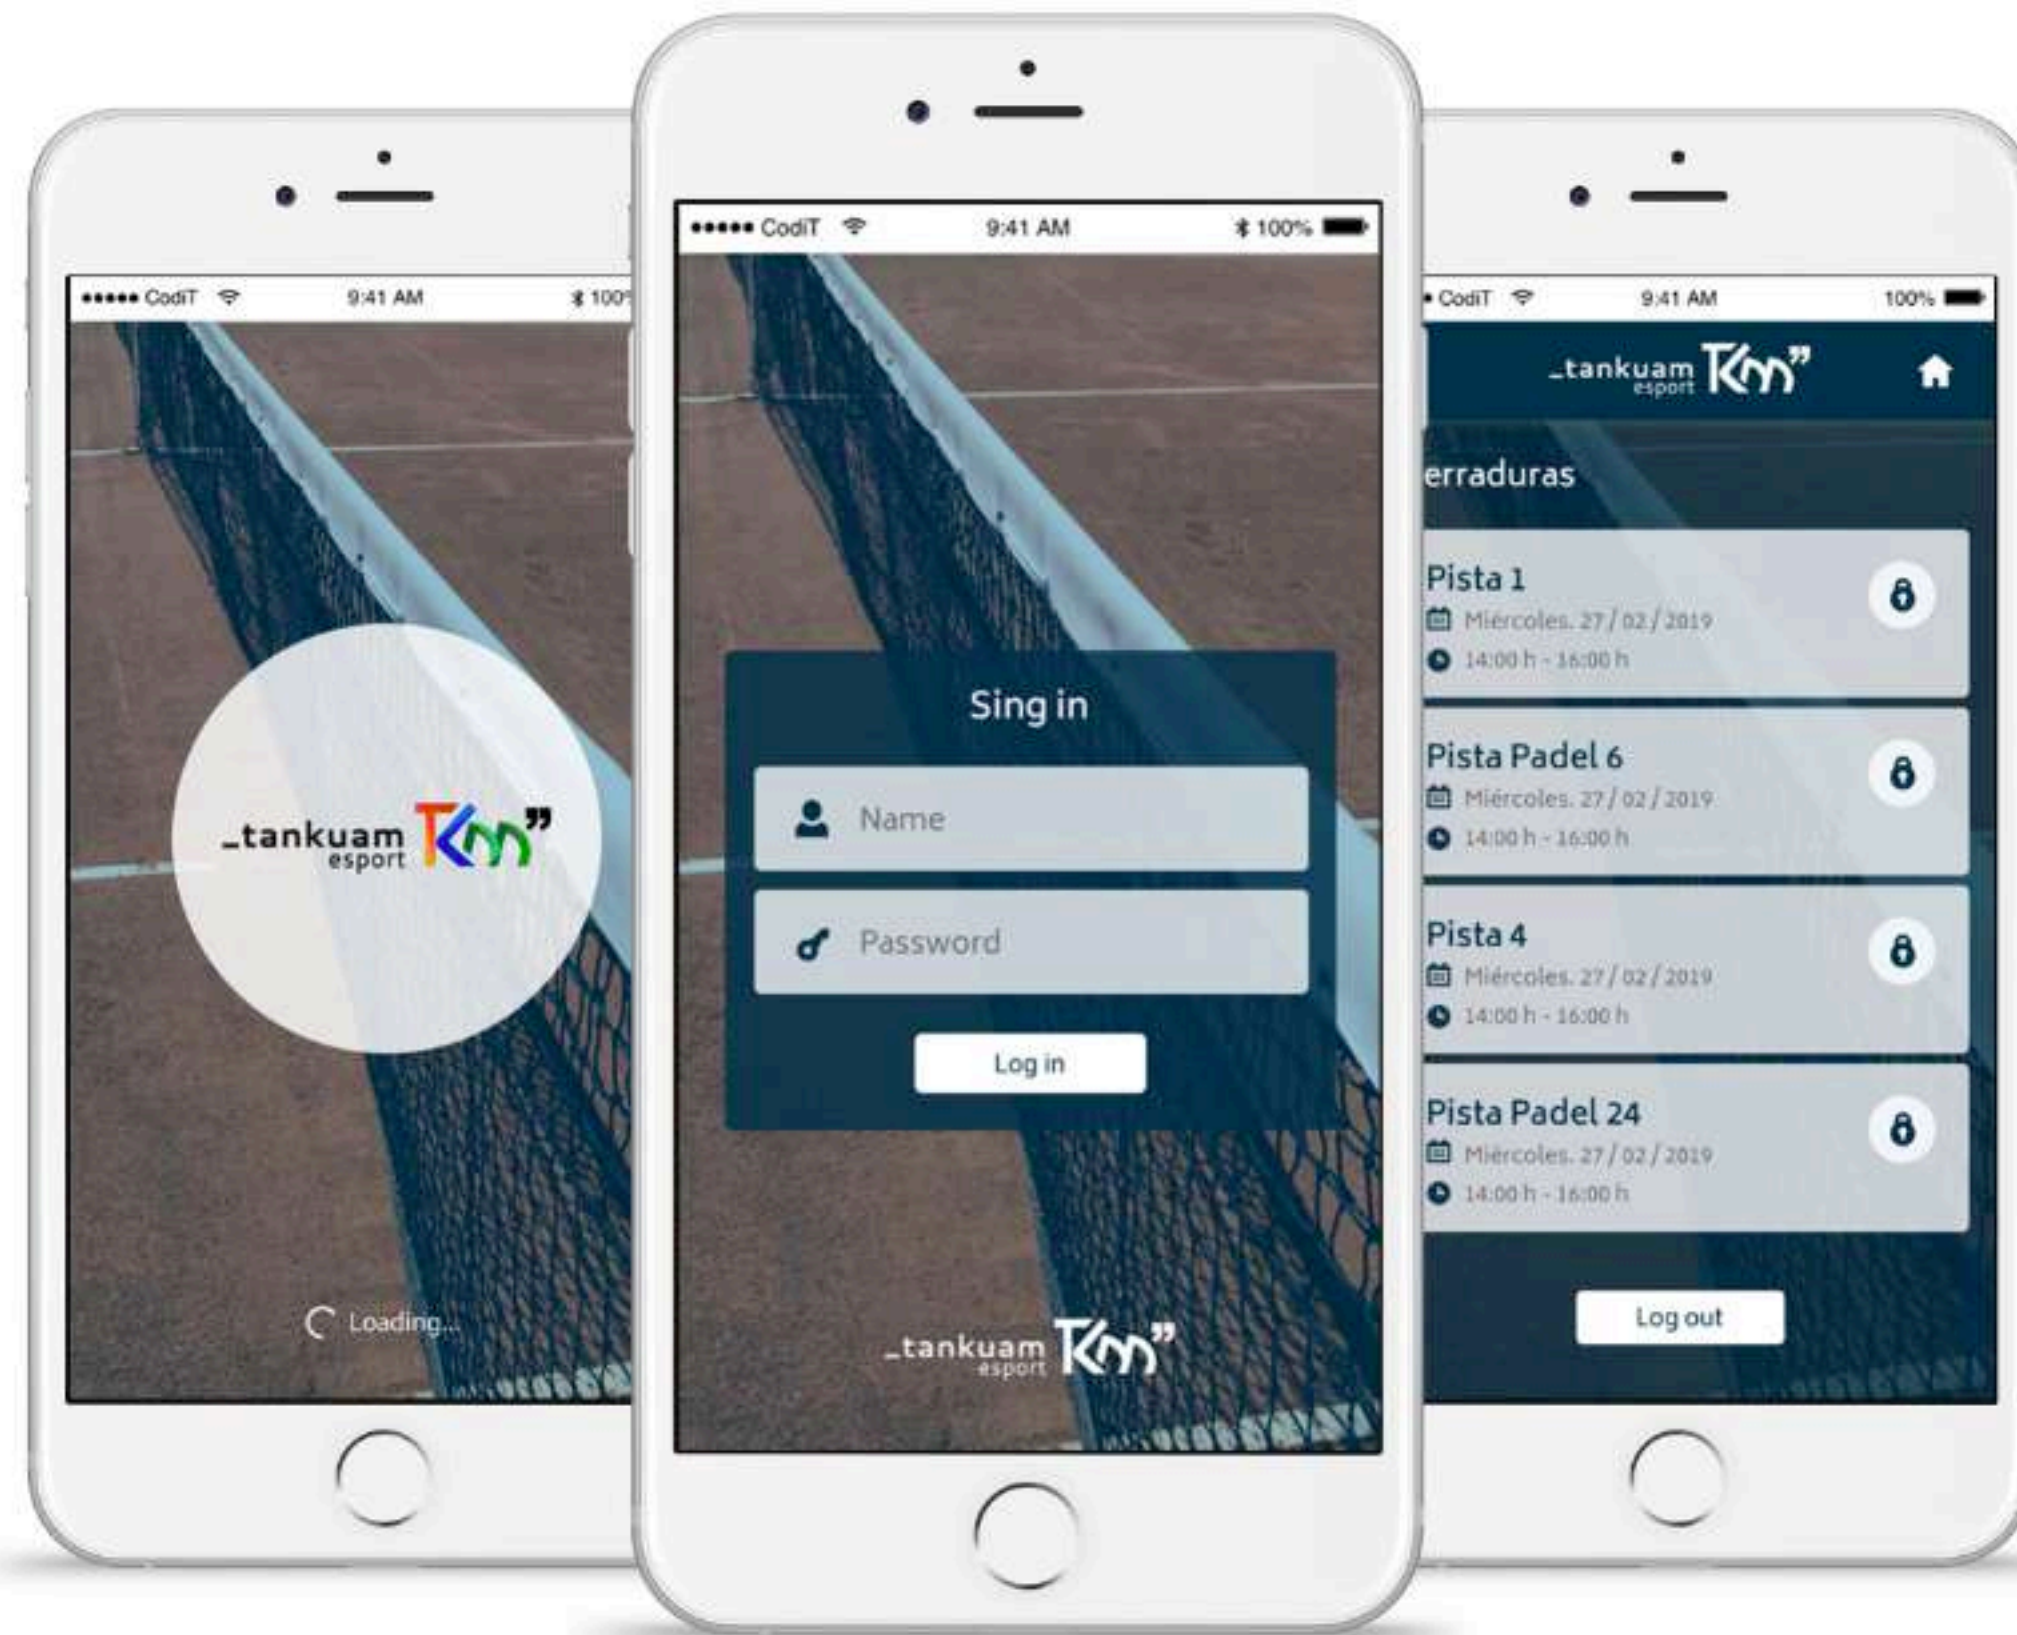 ●●●●● CodiT 9:41 AM 100%
_tankuam
esport TKm”
Loading...
●●●●● CodiT 9:41 AM 100%
Sing in
Name
Password
Log in
_tankuam
esport TKm”
CodiT 9:41 AM 100%
_tankuam
esport TKm”
erraduras
Pista 1
Miércoles. 27 / 02 / 2019
14:00 h - 16:00 h
Pista Padel 6
Miércoles. 27 / 02 / 2019
14:00 h - 16:00 h
Pista 4
Miércoles. 27 / 02 / 2019
14:00 h - 16:00 h
Pista Padel 24
Miércoles. 27 / 02 / 2019
14:00 h - 16:00 h
Log out